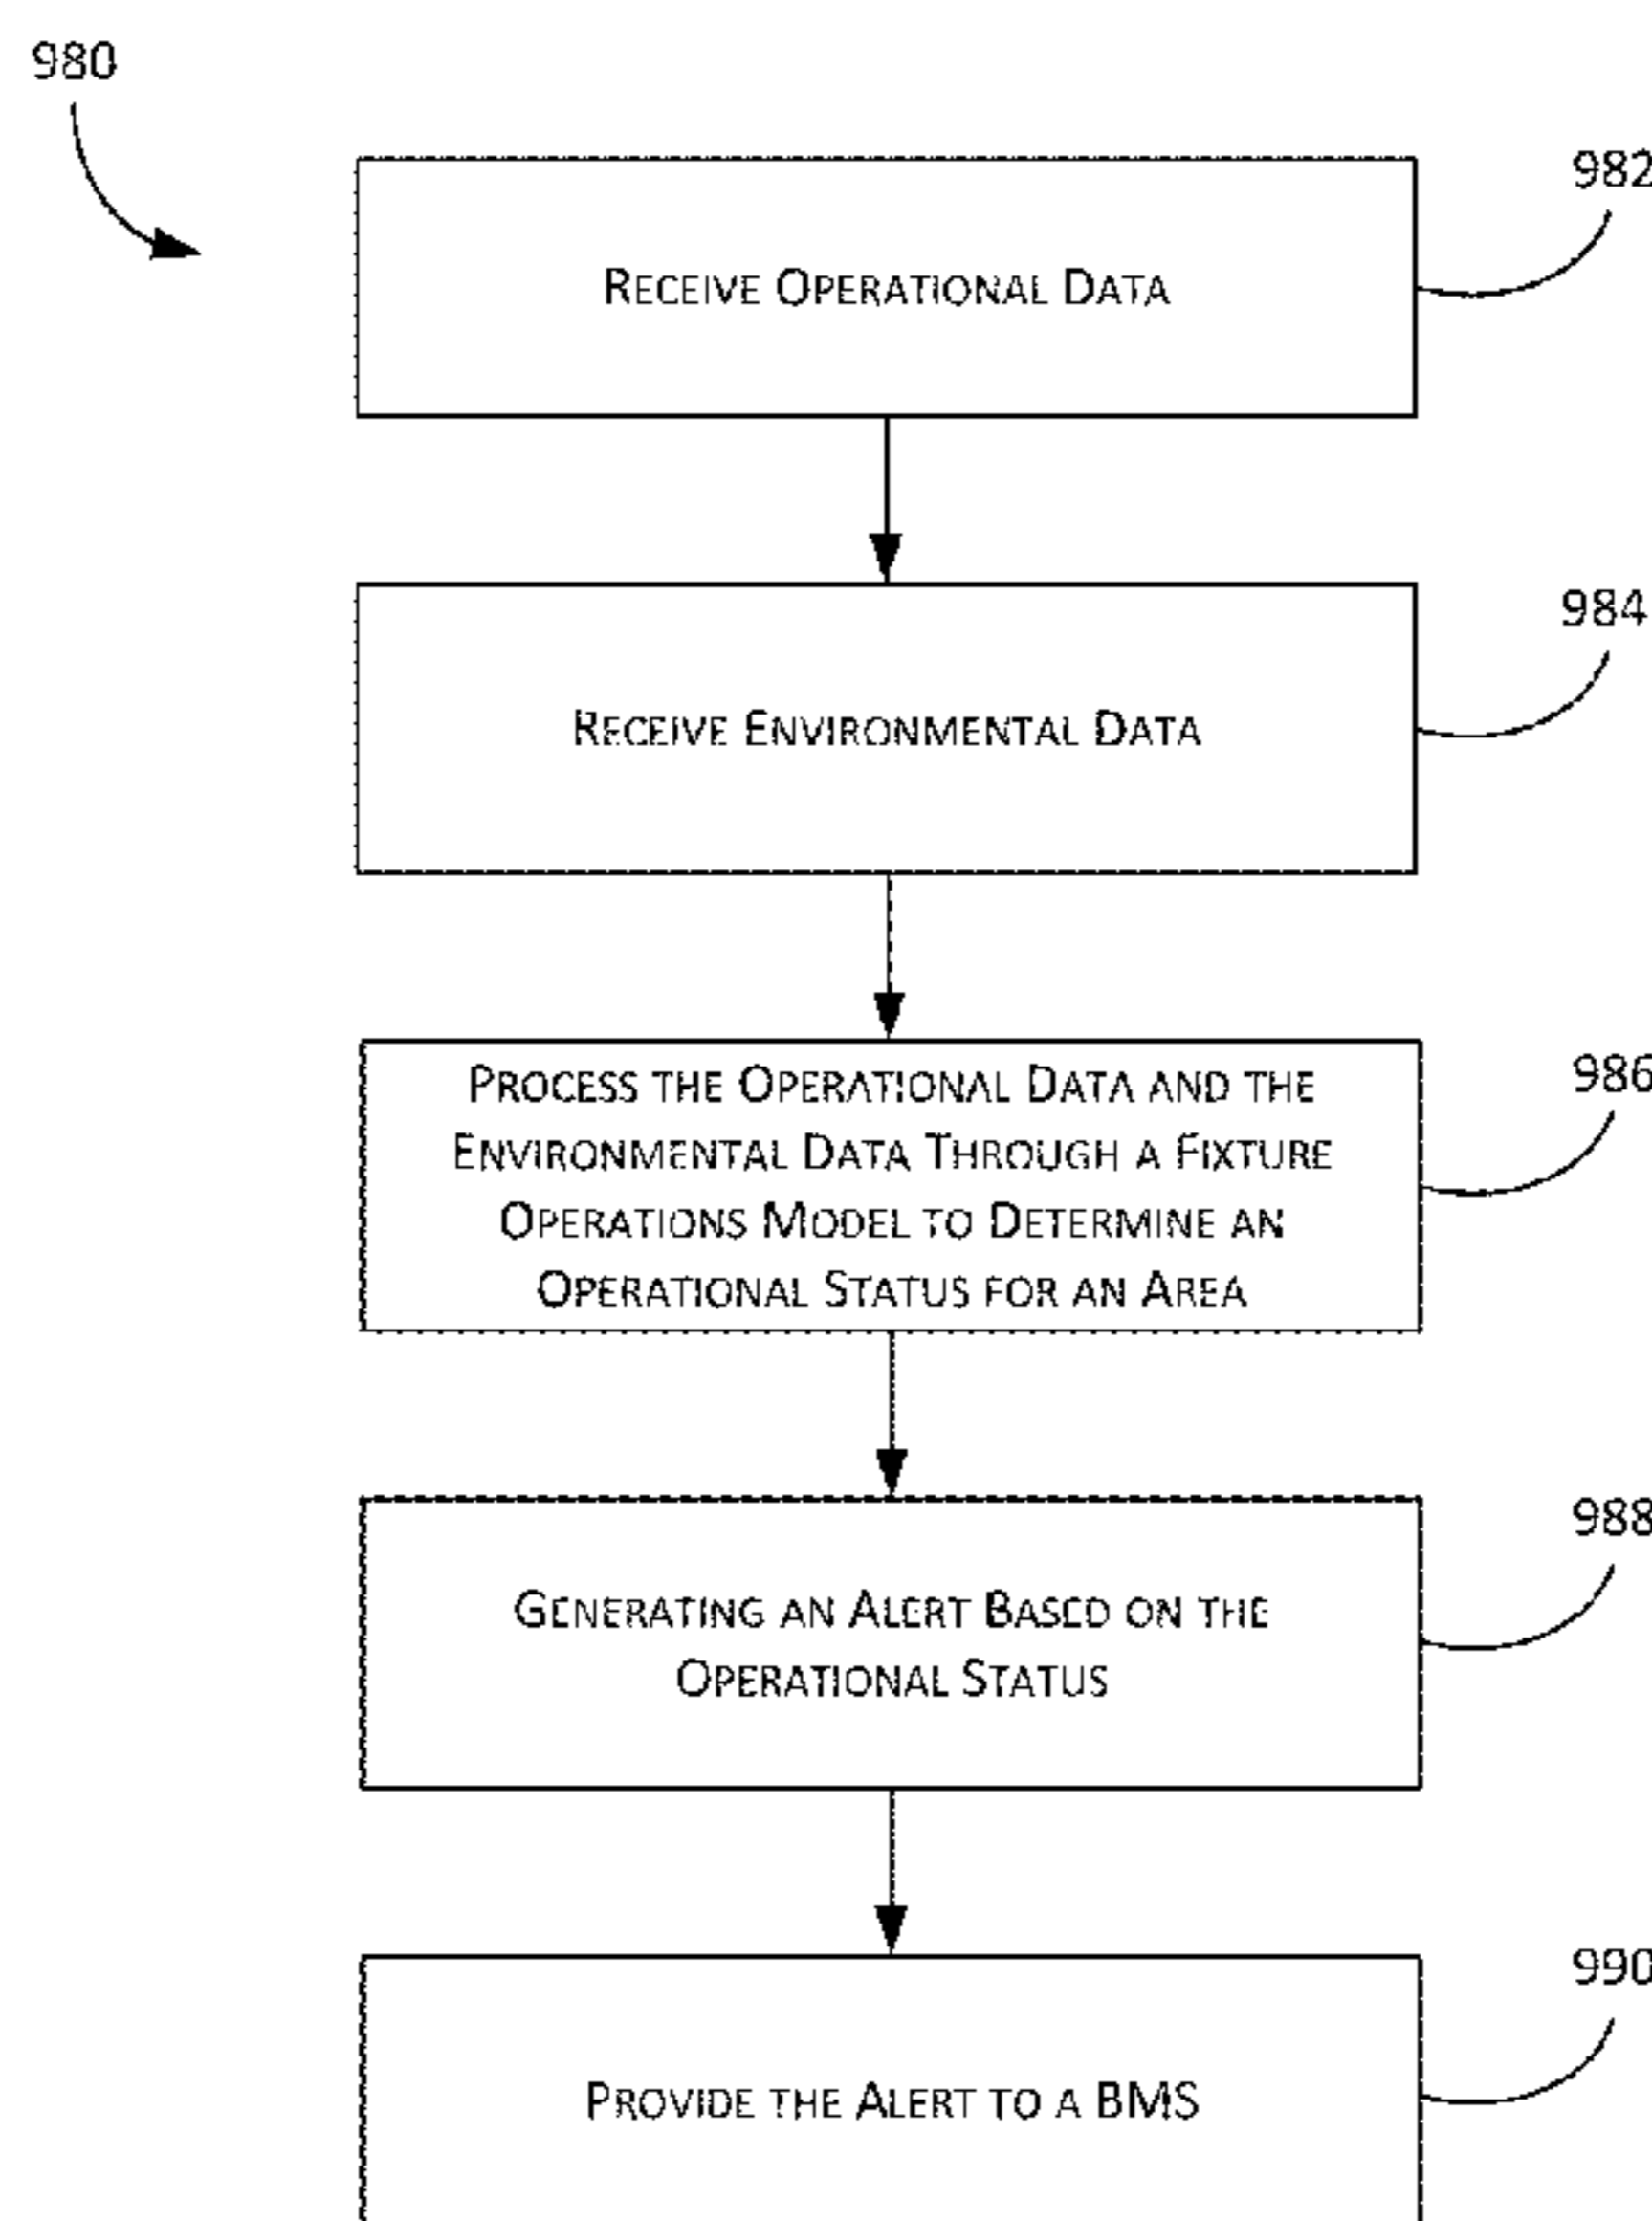 980
982
RECEIVE OPERATIONAL DATA
984
RECEIVE ENVIRONMENTAL DATA
986
PROCESS THE OPERATIONAL DATA AND THE
ENVIRONMENTAL DATA THROUGH A FIXTURE
OPERATIONS MODEL TO DETERMINE AN
OPERATIONAL STATUS FOR AN AREA
988
GENERATING AN ALERT BASED ON THE
OPERATIONAL STATUS
990
PROVIDE THE ALERT TO A BMS